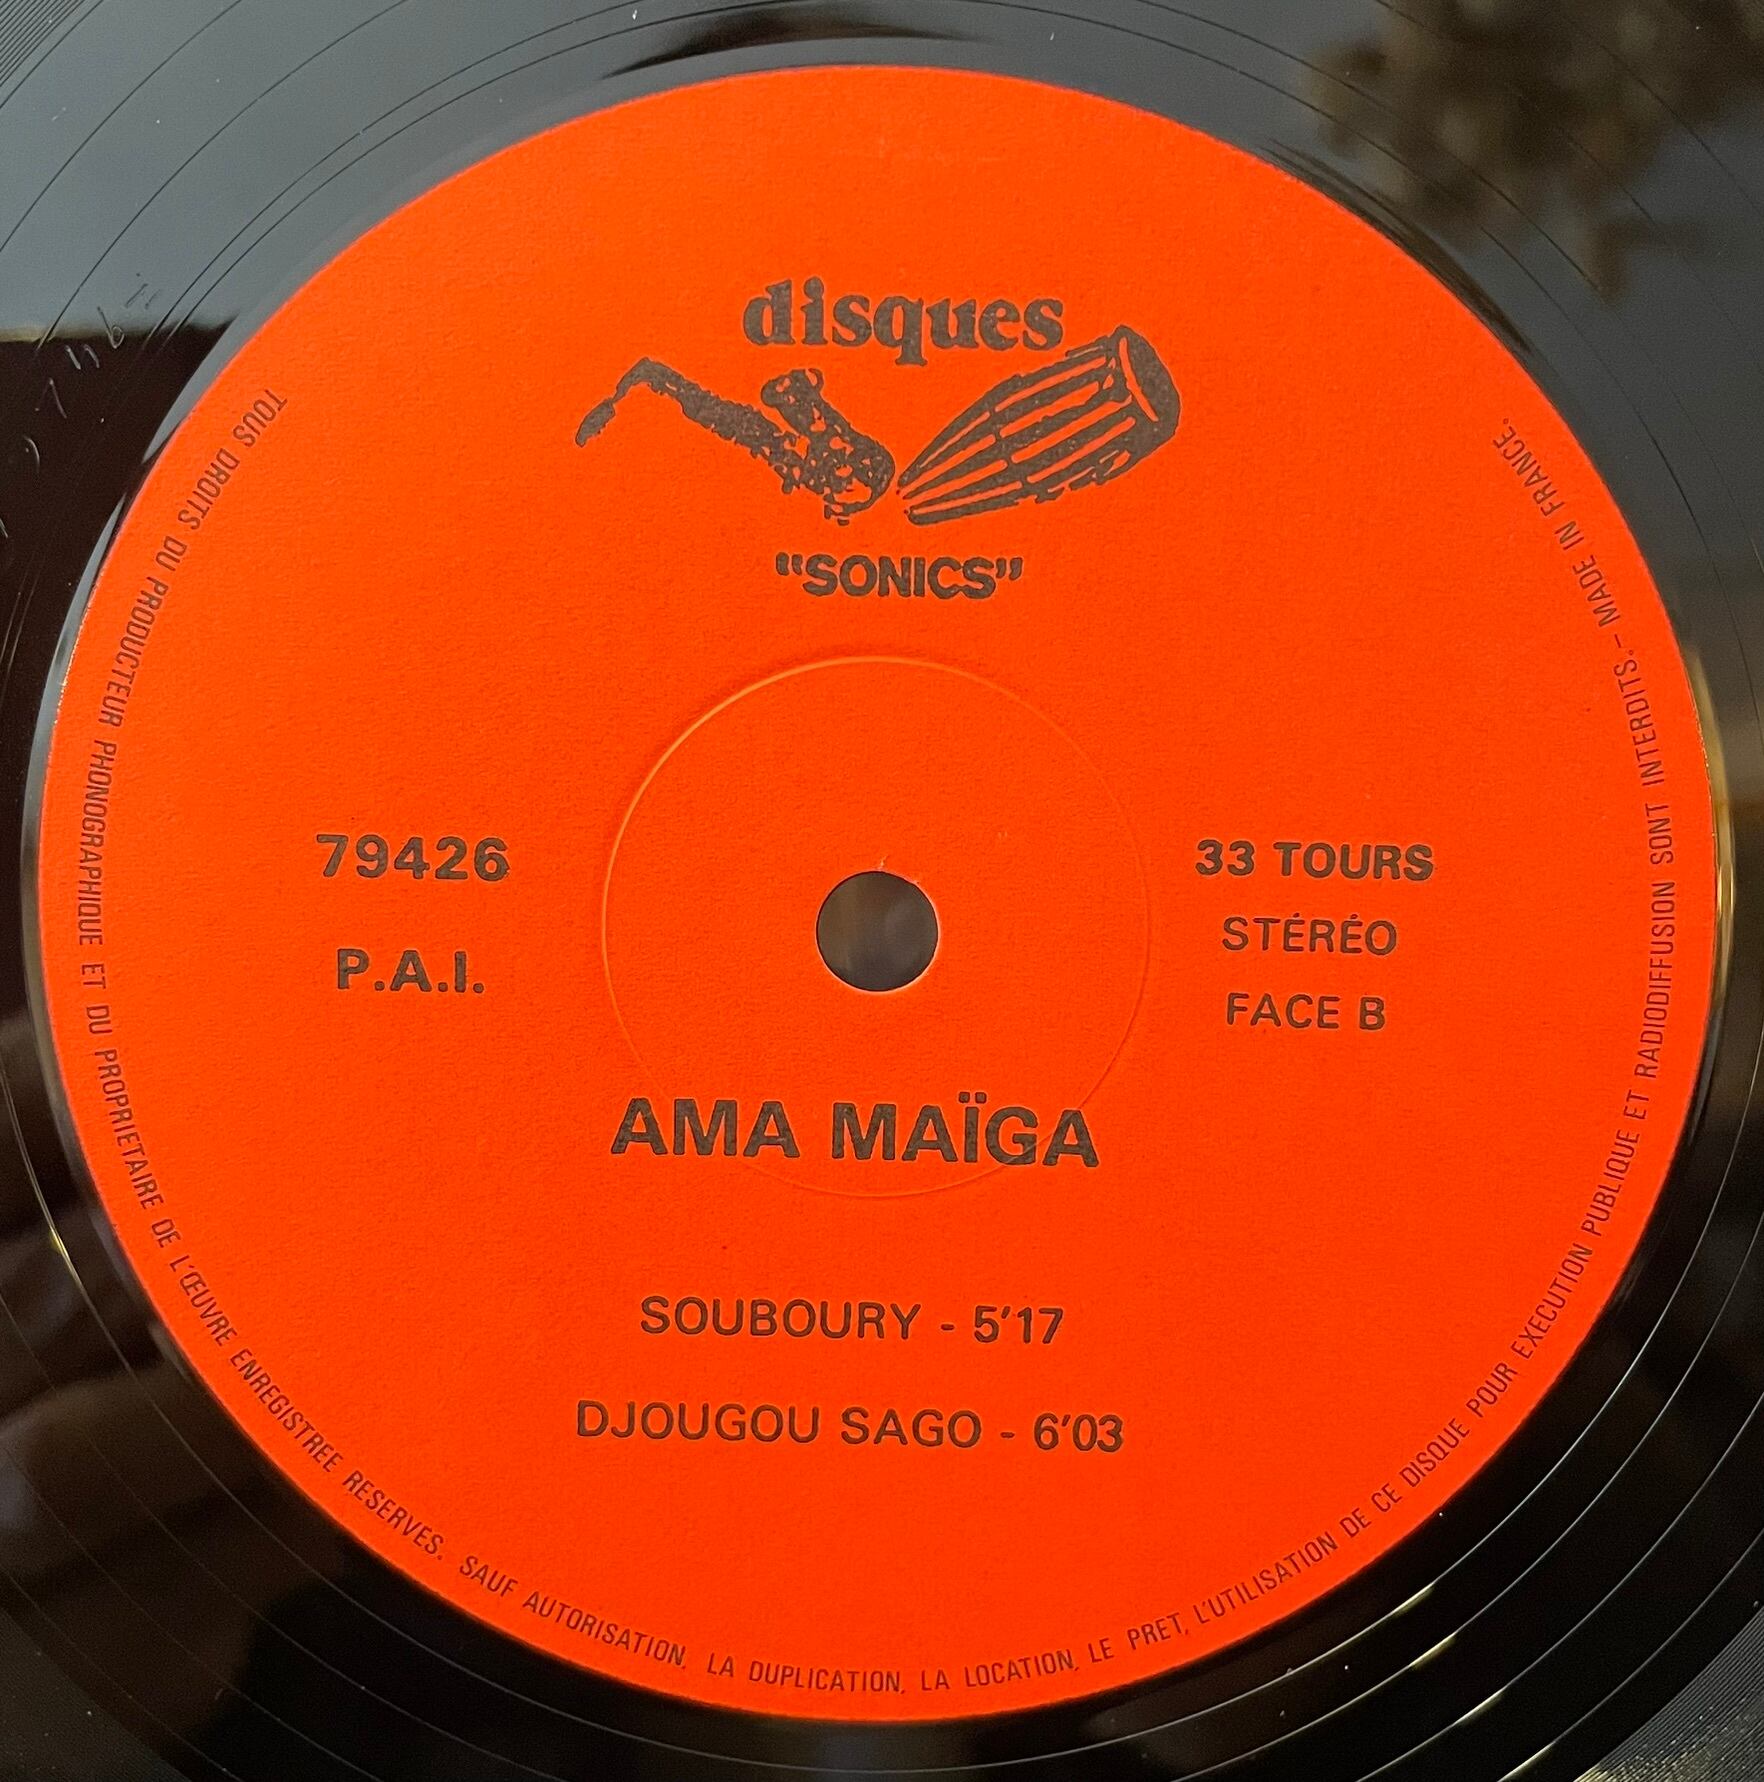 disques
"SONICS"
79426
P.A.I.
33 TOURS
STÉRÉO
FACE B
AMA MAÏGA
SOUBOURY - 5'17
DJOUGOU SAGO - 6'03
TOUS DROITS DU PRODUCTEUR PHONOGRAPHIQUE ET DU PROPRIETAIRE DE L'ŒUVRE ENREGISTREE RESERVES. SAUF AUTORISATION, LA DUPLICATION, LA LOCATION, LE PRET, L'UTILISATION DE CE DISQUE POUR EXECUTION PUBLIQUE ET RADIODIFFUSION SONT INTERDITS.- MADE IN FRANCE.